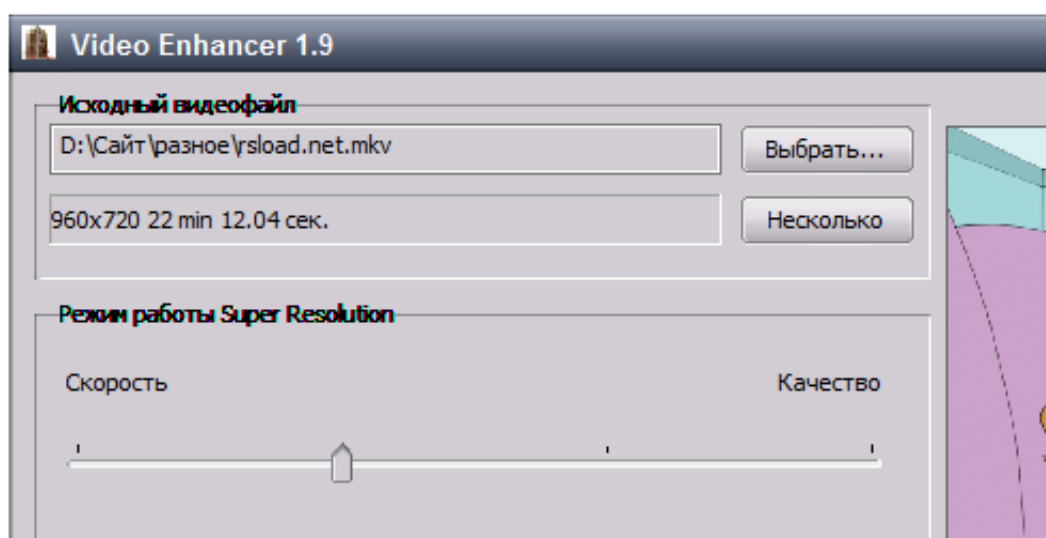 Video Enhancer 1.9
Исходный видеофайл
D:\Сайт\разное\rsload.net.mkv
Выбрать...
960x720 22 min 12.04 сек.
Несколько
Режим работы Super Resolution
Скорость
Качество